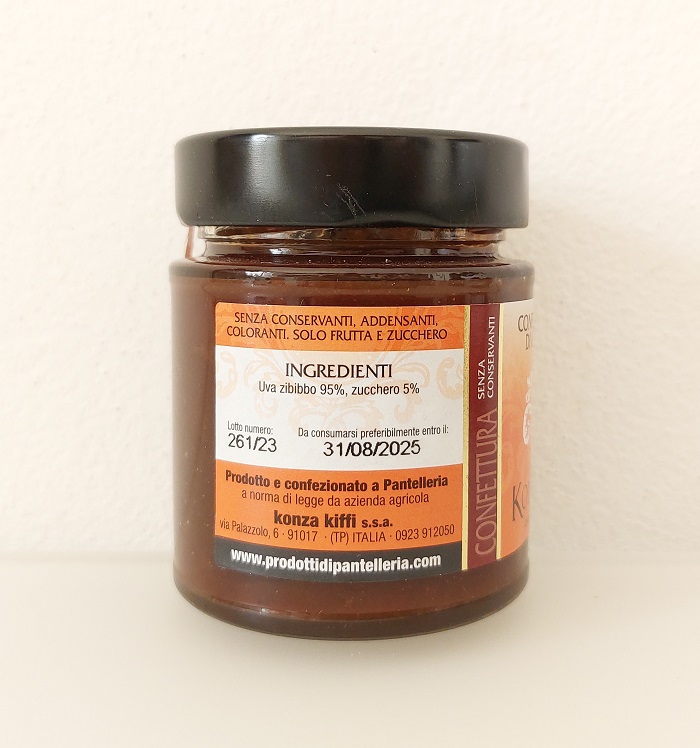 SENZA CONSERVANTI, ADDENSANTI,
COLORANTI. SOLO FRUTTA E ZUCCHERO
INGREDIENTI
Uva zibibbo 95%, zucchero 5%
Lotto numero:
261/23
Da consumarsi preferibilmente entro il:
31/08/2025
Prodotto e confezionato a Pantelleria
a norma di legge da azienda agricola
konza kiffi s.s.a.
via Palazzolo, 6 · 91017 · (TP) ITALIA · 0923 912050
www.prodottidipantelleria.com
CONFETTURA
SENZA
CONSERVANTI